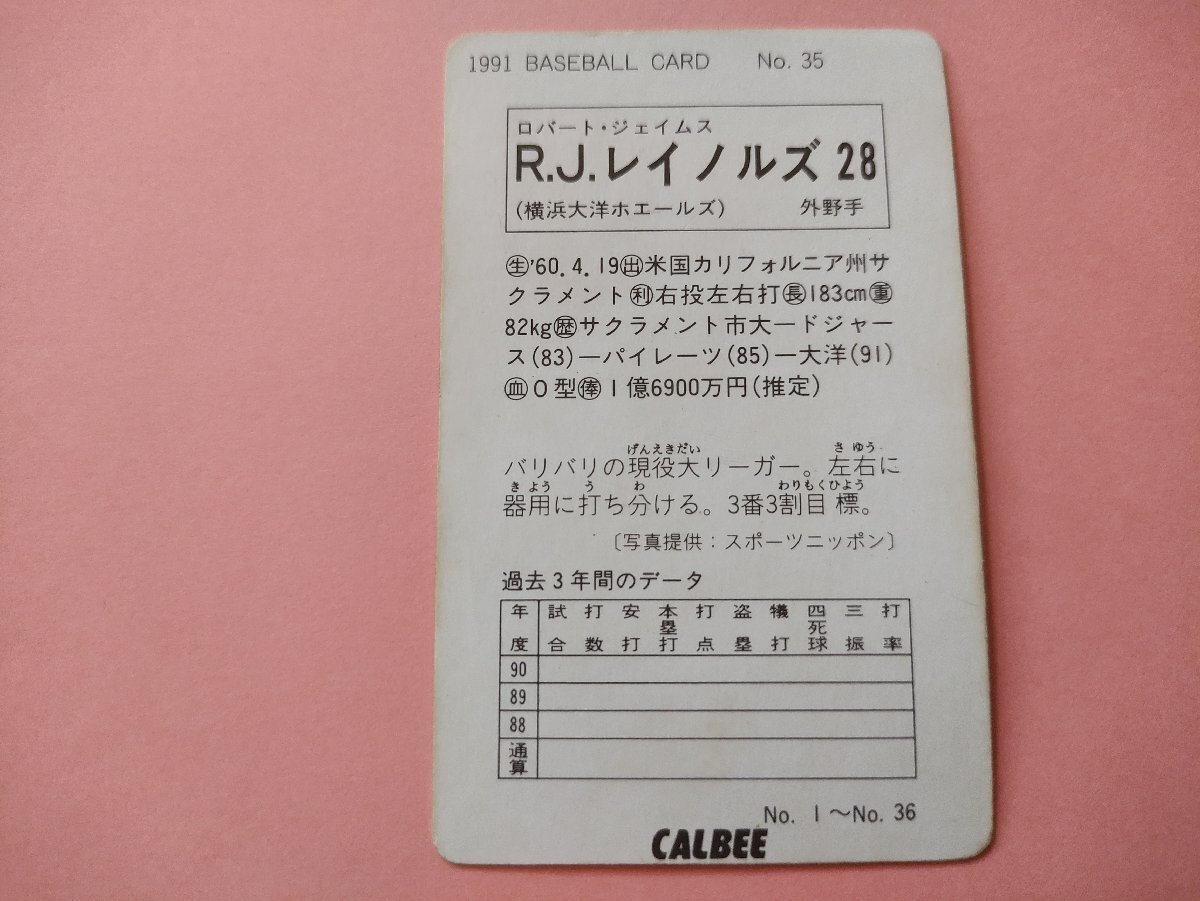 1991 BASEBALL CARD No. 35
ロバート・ジェイムス
R.J.レイノルズ 28
(横浜大洋ホエールズ) 外野手
㊤'60.4.19㊦米国カリフォルニア州サ
クラメント㊒右投左右打㊔183cm㊕
82kg㊖サクラメント市大―ドジャー
ス(83)―パイレーツ(85)―大洋(91)
血O型俸1億6900万円(推定)
げんえきだい さゆう
バリバリの現役大リーガー。左右に
きよう う わ わりもくひょう
器用に打ち分ける。3番3割目標。
〔写真提供:スポーツニッポン〕
過去3年間のデータ
年度 試合 打数 安打 本塁打 打点 盗塁 犠打 四死球 三振 打率
90
89
88
通算
No. 1～No. 36
CALBEE